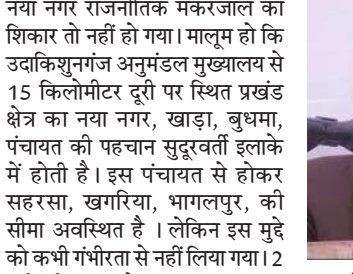 नया नगर राजनीतिक मकरजाल का
शिकार तो नहीं हो गया। मालूम हो कि
उदाकिशुनगंज अनुमंडल मुख्यालय से
15 किलोमीटर दूरी पर स्थित प्रखंड
क्षेत्र का नया नगर, खाड़ा, बुधमा,
पंचायत की पहचान सुदूरवर्ती इलाके
में होती है। इस पंचायत से होकर
सहरसा, खगरिया, भागलपुर, की
सीमा अवस्थित है । लेकिन इस मुद्दे
को कभी गंभीरता से नहीं लिया गया। 2